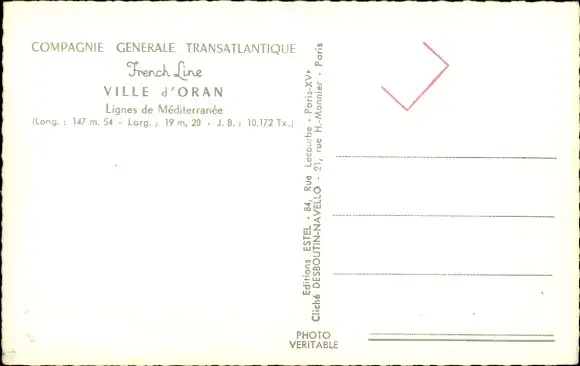 COMPAGNIE GENERALE TRANSATLANTIQUE
French Line
VILLE d'ORAN
Lignes de Méditerranée
(Long. : 147 m. 54 - Larg. : 19 m, 20 - J. B. : 10.172 Tx.)
Editions ESTEL - 84, Rue Lecourbe - Paris-XVe
Cliché DESBOUTIN-NAVELLO - 21, rue H.-Monnier - Paris
PHOTO
VERITABLE